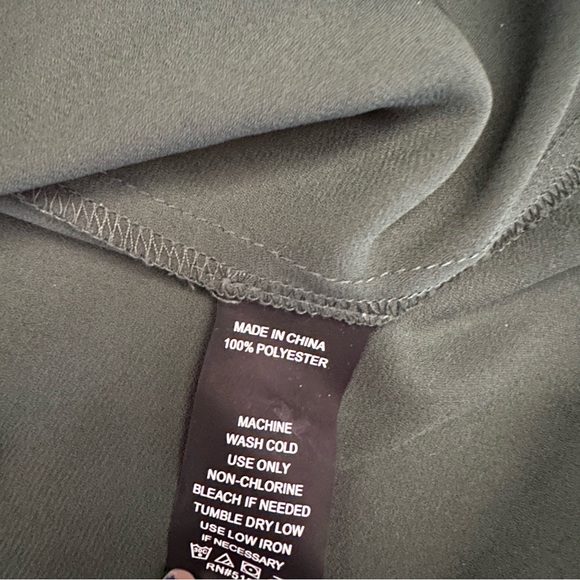 MADE IN CHINA
100% POLYESTER
MACHINE
WASH COLD
USE ONLY
NON-CHLORINE
BLEACH IF NEEDED
TUMBLE DRY LOW
USE LOW IRON
IF NECESSARY